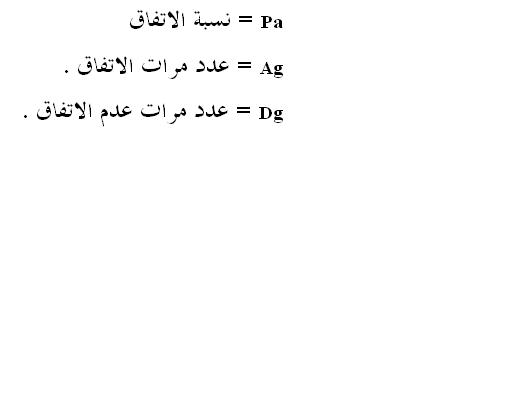 Pa = نسبة الاتفاق
Ag = عدد مرات الاتفاق .
Dg = عدد مرات عدم الاتفاق .